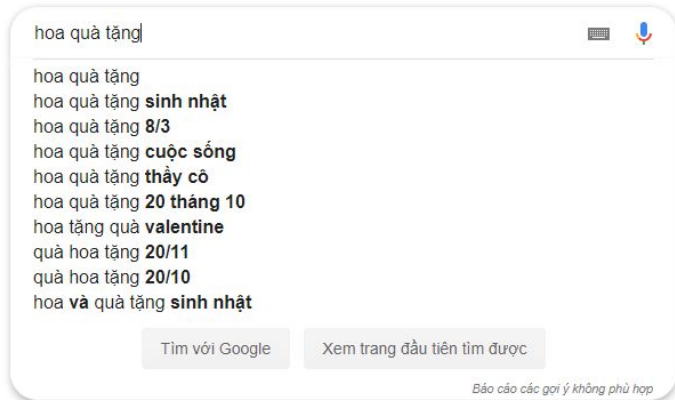 hoa quà tặng
hoa quà tặng
hoa quà tặng sinh nhật
hoa quà tặng 8/3
hoa quà tặng cuộc sống
hoa quà tặng thầy cô
hoa quà tặng 20 tháng 10
hoa tặng quà valentine
quà hoa tặng 20/11
quà hoa tặng 20/10
hoa và quà tặng sinh nhật
Tìm với Google Xem trang đầu tiên tìm được
Báo cáo các gợi ý không phù hợp